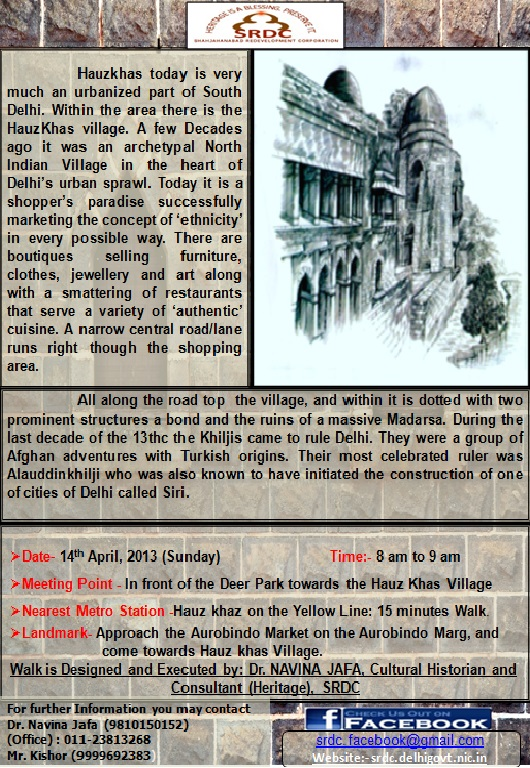 HERITAGE IS A BLESSING. PRESERVE IT
SRDC
SHAHJAHANABAD REDEVELOPMENT CORPORATION
Hauzkhas today is very
much an urbanized part of South
Delhi. Within the area there is the
HauzKhas village. A few Decades
ago it was an archetypal North
Indian Village in the heart of
Delhi's urban sprawl. Today it is a
shopper's paradise successfully
marketing the concept of 'ethnicity'
in every possible way. There are
boutiques selling furniture,
clothes, jewellery and art along
with a smattering of restaurants
that serve a variety of 'authentic'
cuisine. A narrow central road/lane
runs right though the shopping
area.
All along the road top the village, and within it is dotted with two
prominent structures a bond and the ruins of a massive Madarsa. During the
last decade of the 13thc the Khiljis came to rule Delhi. They were a group of
Afghan adventures with Turkish origins. Their most celebrated ruler was
Alauddinkhilji who was also known to have initiated the construction of one
of cities of Delhi called Siri.
➢Date- 14th April, 2013 (Sunday) Time:- 8 am to 9 am
➢Meeting Point - In front of the Deer Park towards the Hauz Khas Village
➢Nearest Metro Station -Hauz khaz on the Yellow Line: 15 minutes Walk.
➢Landmark- Approach the Aurobindo Market on the Aurobindo Marg, and
come towards Hauz khas Village.
Walk is Designed and Executed by: Dr. NAVINA JAFA, Cultural Historian and
Consultant (Heritage), SRDC
For further Information you may contact
Dr. Navina Jafa (9810150152)
(Office) : 011-23813268
Mr. Kishor (9999692383)
f CHECK US OUT ON
FACEBOOK
srdc.facebook@gmail.com
Website:- srdc.delhigovt.nic.in